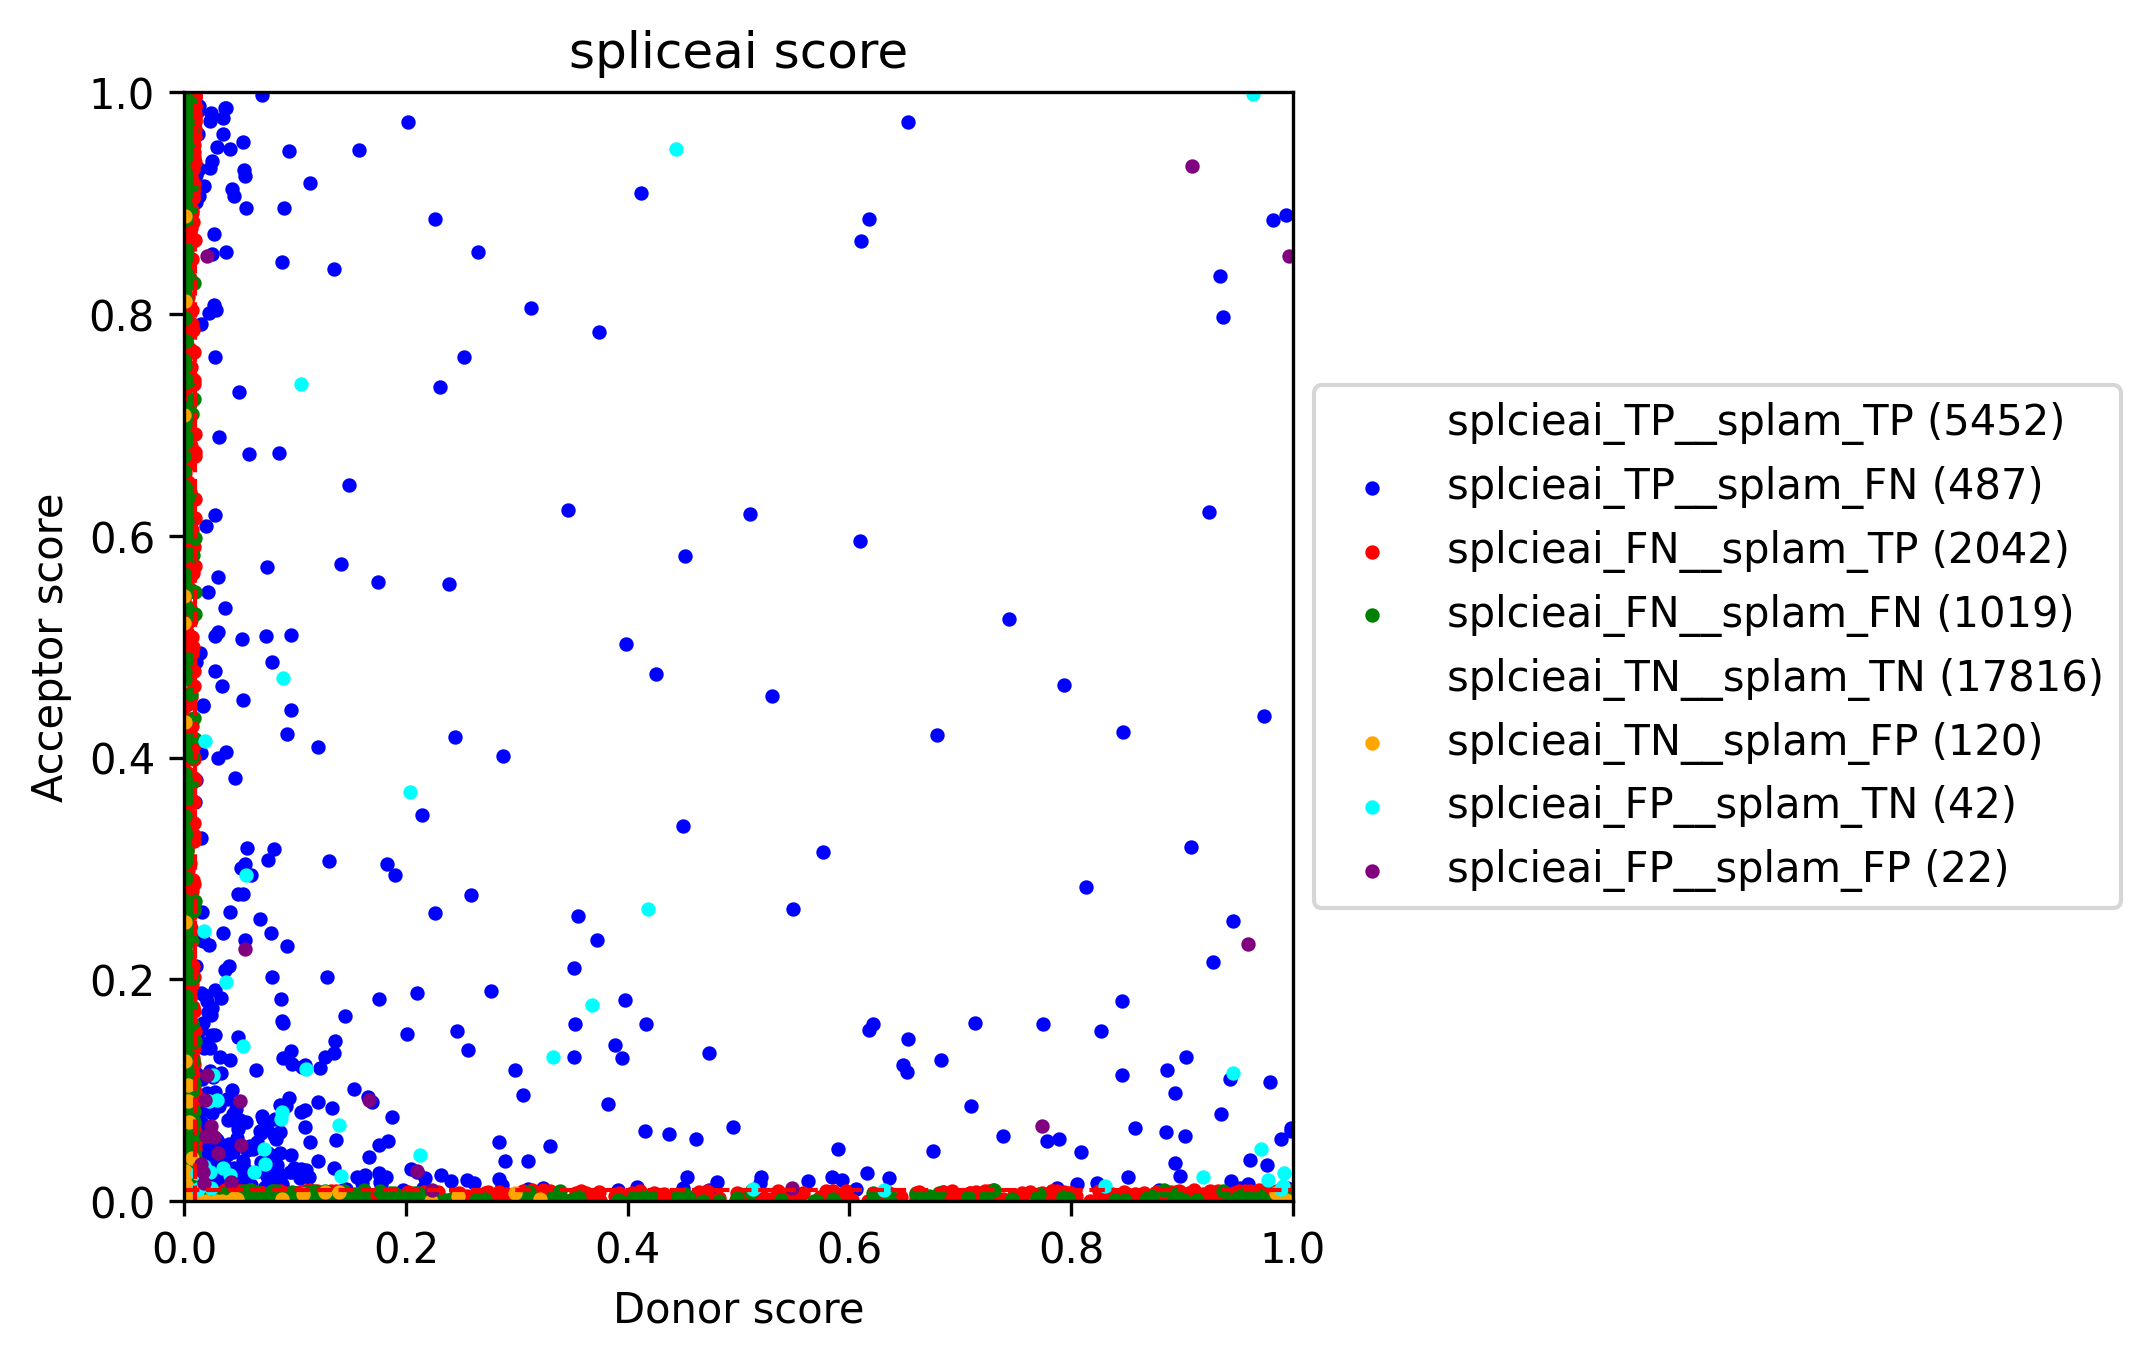 spliceai score
1.0
0.8
0.6
0.4
0.2
0.0
Acceptor score
0.0 0.2 0.4 0.6 0.8 1.0
Donor score
splcieai_TP__splam_TP (5452)
splcieai_TP__splam_FN (487)
splcieai_FN__splam_TP (2042)
splcieai_FN__splam_FN (1019)
splcieai_TN__splam_TN (17816)
splcieai_TN__splam_FP (120)
splcieai_FP__splam_TN (42)
splcieai_FP__splam_FP (22)